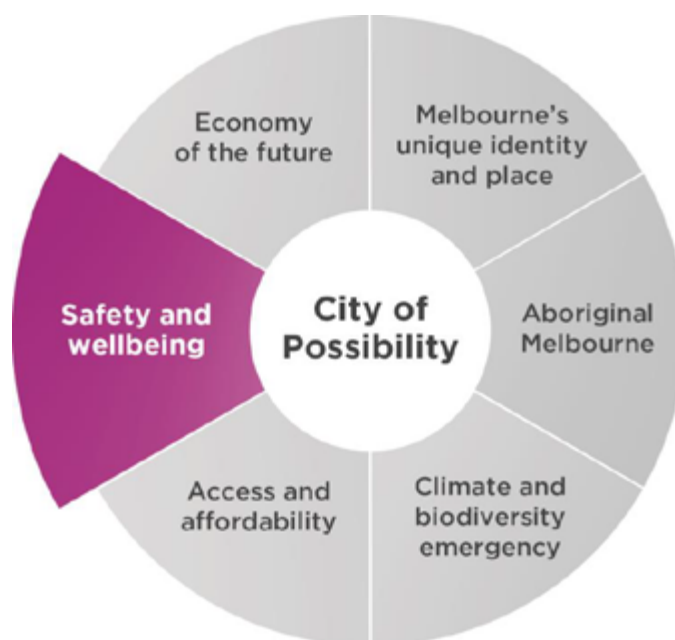 Economy
of the future
Melbourne's
unique identity
and place
Safety and
wellbeing
City of
Possibility
Aboriginal
Melbourne
Access and
affordability
Climate and
biodiversity
emergency